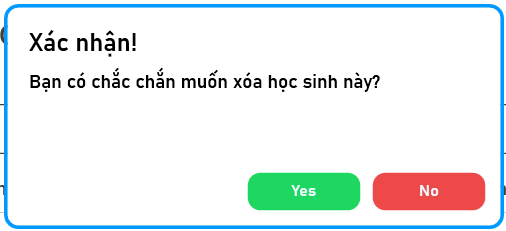 Xác nhận!
Bạn có chắc chắn muốn xóa học sinh này?
Yes No